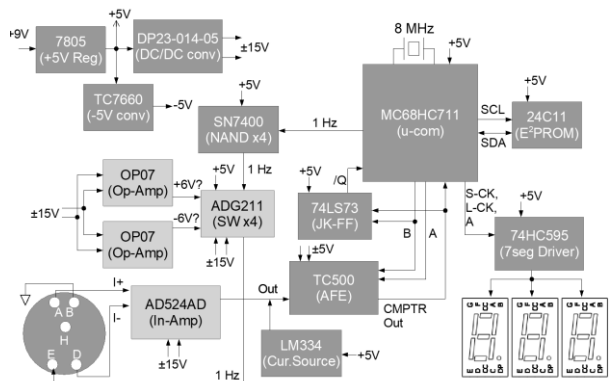 +9V
7805
(+5V Reg)
+5V
DP23-014-05
(DC/DC conv)
±15V
TC7660
(-5V conv)
-5V
8 MHz
+5V
MC68HC711
(u-com)
SCL
SDA
+5V
24C11
(E²PROM)
+5V
SN7400
(NAND x4)
1 Hz
1 Hz
OP07
(Op-Amp)
+6V?
±15V
OP07
(Op-Amp)
-6V?
+5V
ADG211
(SW x4)
±15V
+5V
/Q
74LS73
(JK-FF)
B
A
S-CK,
L-CK,
A
+5V
74HC595
(7seg Driver)
±5V
TC500
(AFE)
CMPTR
Out
I+
I-
A B
H
E D
AD524AD
(In-Amp)
±15V
Out
LM334
(Cur.Source)
+5V
1 Hz